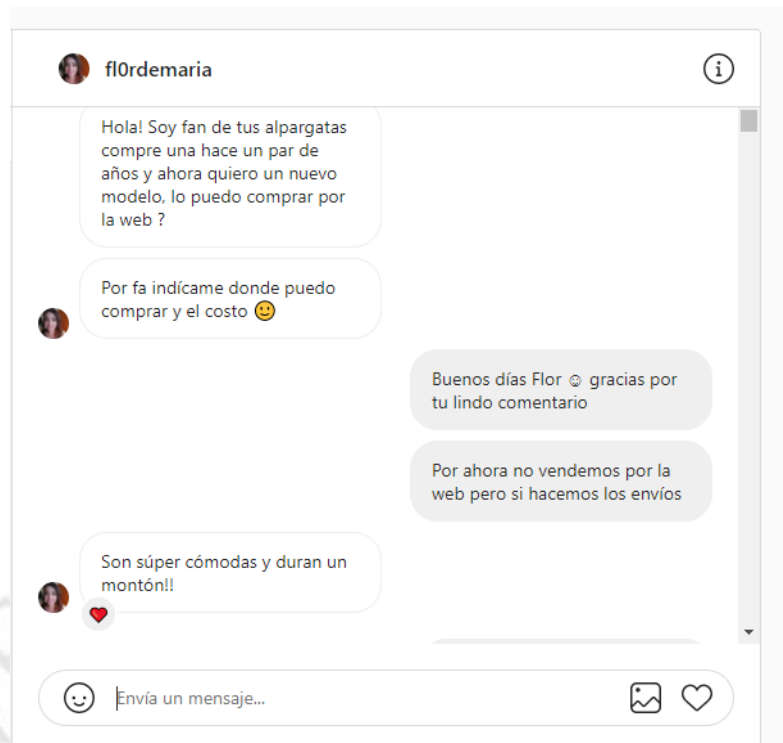 fl0rdemaria
Hola! Soy fan de tus alpargatas
compre una hace un par de
años y ahora quiero un nuevo
modelo, lo puedo comprar por
la web ?
Por fa indícame donde puedo
comprar y el costo 🙂
Buenos días Flor ☺ gracias por
tu lindo comentario
Por ahora no vendemos por la
web pero si hacemos los envíos
Son súper cómodas y duran un
montón!!
Envía un mensaje...